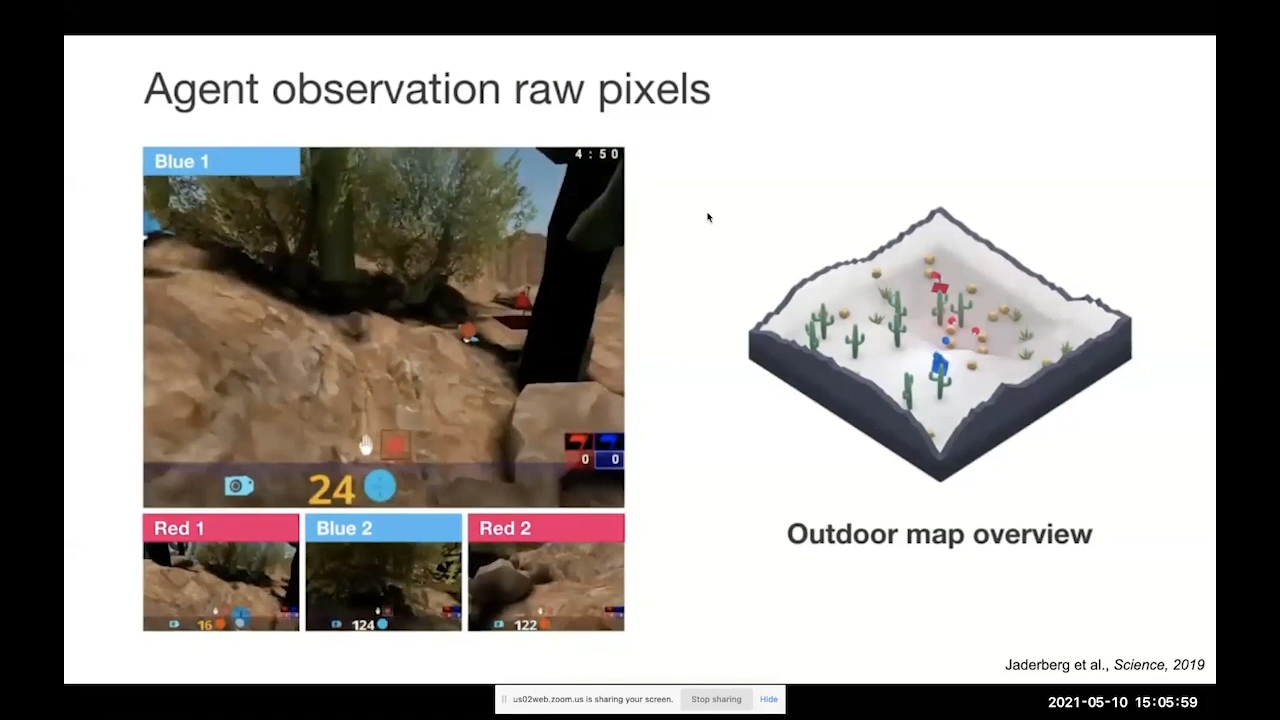 Agent observation raw pixels
Blue 1
4:50
0 0
24
Red 1
Blue 2
Red 2
16
124
122
Outdoor map overview
Jaderberg et al., Science, 2019
us02web.zoom.us is sharing your screen. Stop sharing Hide
2021-05-10 15:05:59